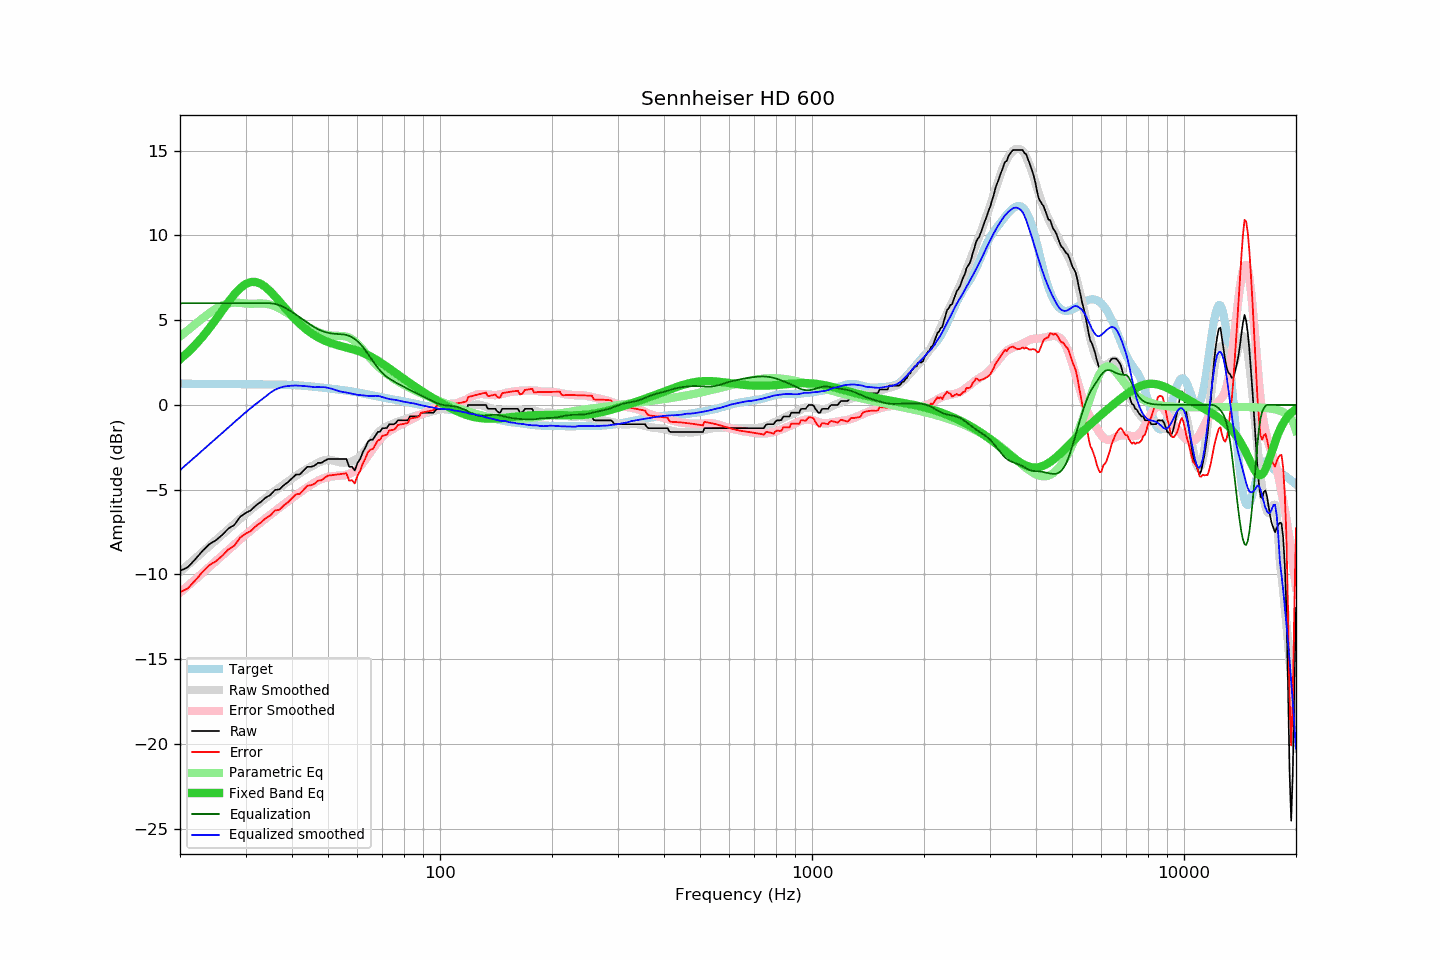 Sennheiser HD 600
15
10
5
0
−5
−10
−15
−20
−25
Amplitude (dBr)
Target
Raw Smoothed
Error Smoothed
Raw
Error
Parametric Eq
Fixed Band Eq
Equalization
Equalized smoothed
100
1000
10000
Frequency (Hz)